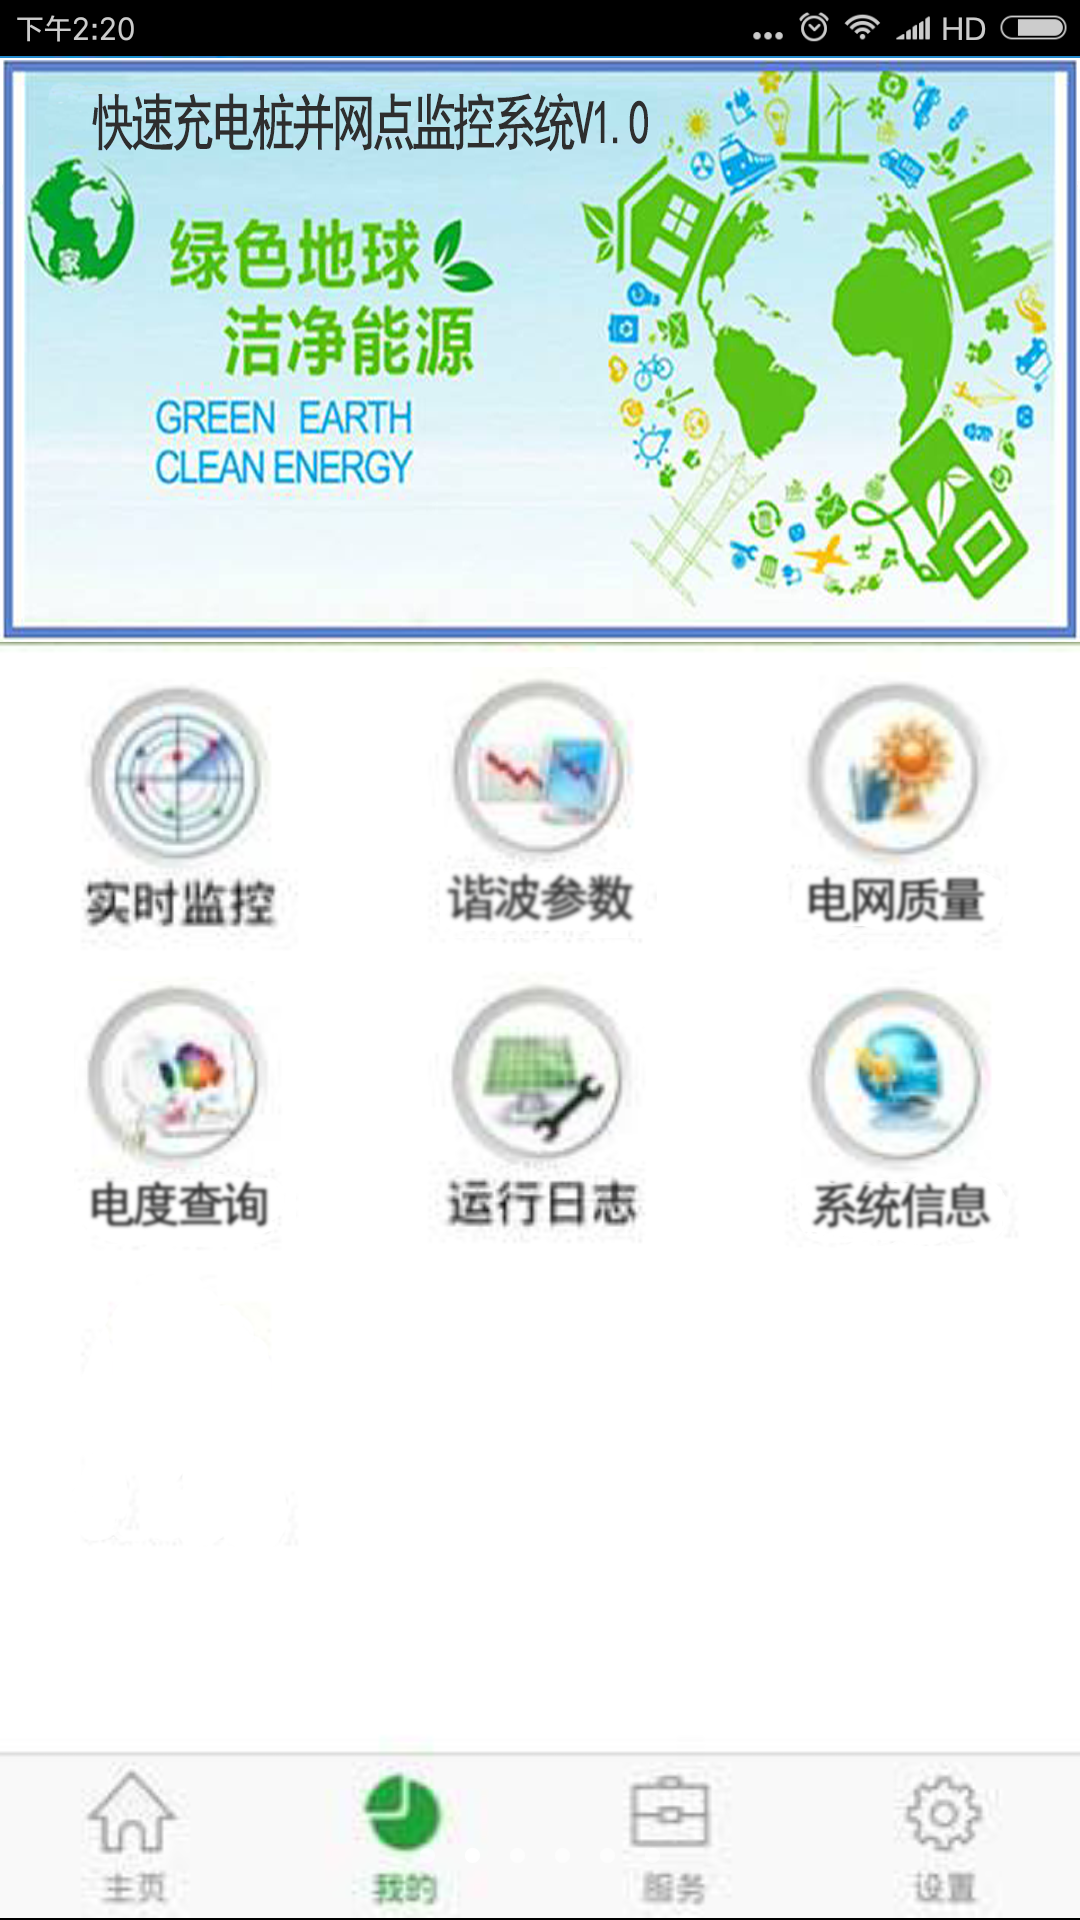 下午2:20
HD
快速充电桩并网点监控系统V1.0
家
绿色地球
洁净能源
GREEN EARTH
CLEAN ENERGY
实时监控 谐波参数 电网质量
电度查询 运行日志 系统信息
主页 我的 服务 设置